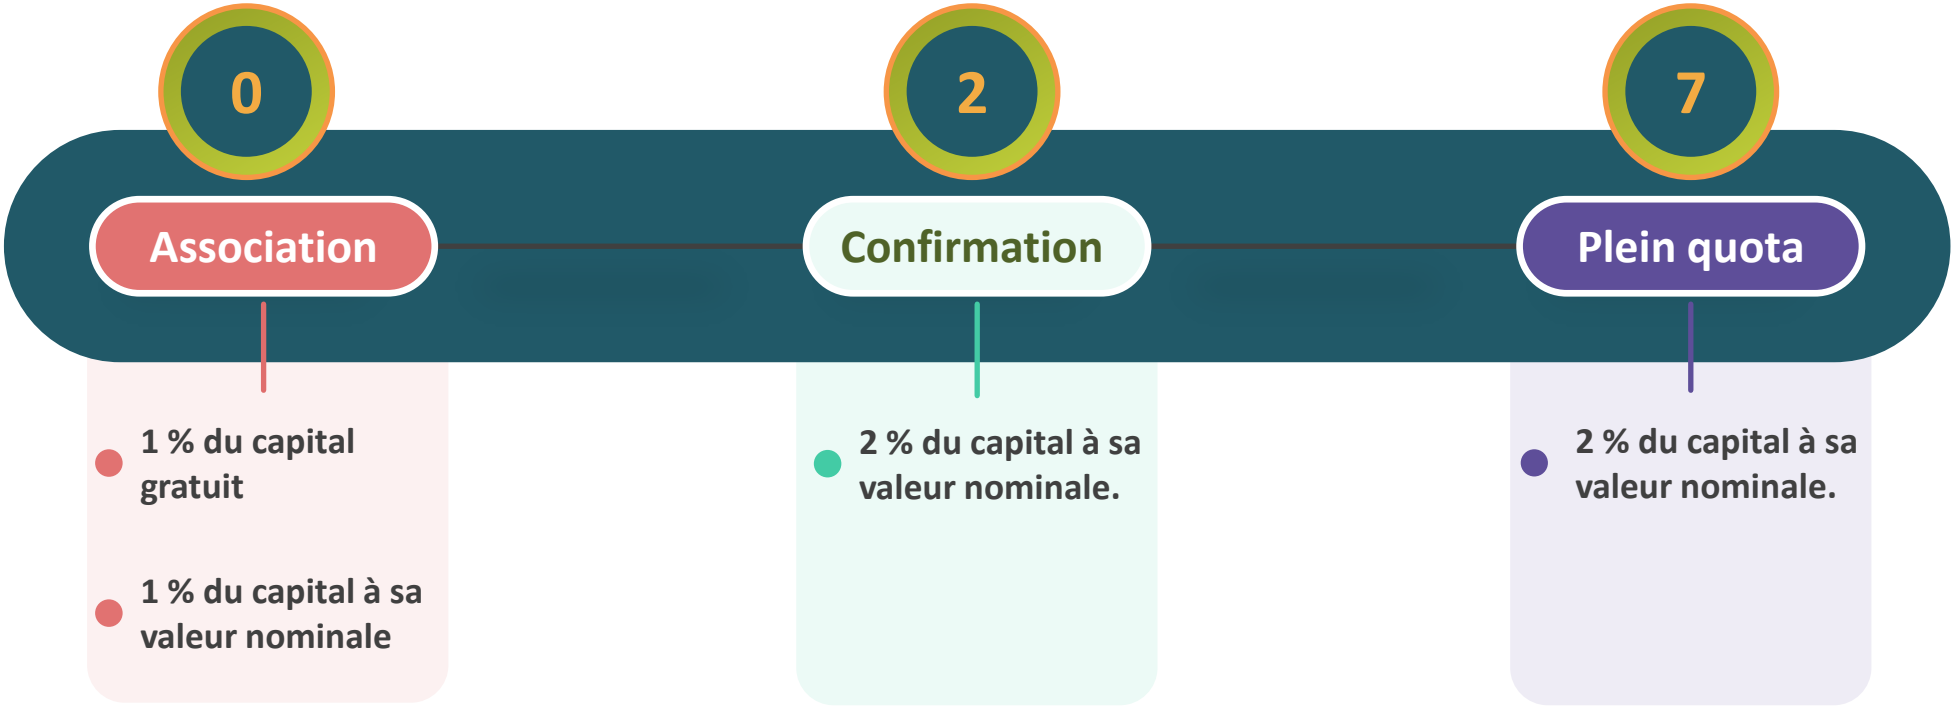 0
2
7
Association
Confirmation
Plein quota
1 % du capital
gratuit
1 % du capital à sa
valeur nominale
2 % du capital à sa
valeur nominale.
2 % du capital à sa
valeur nominale.